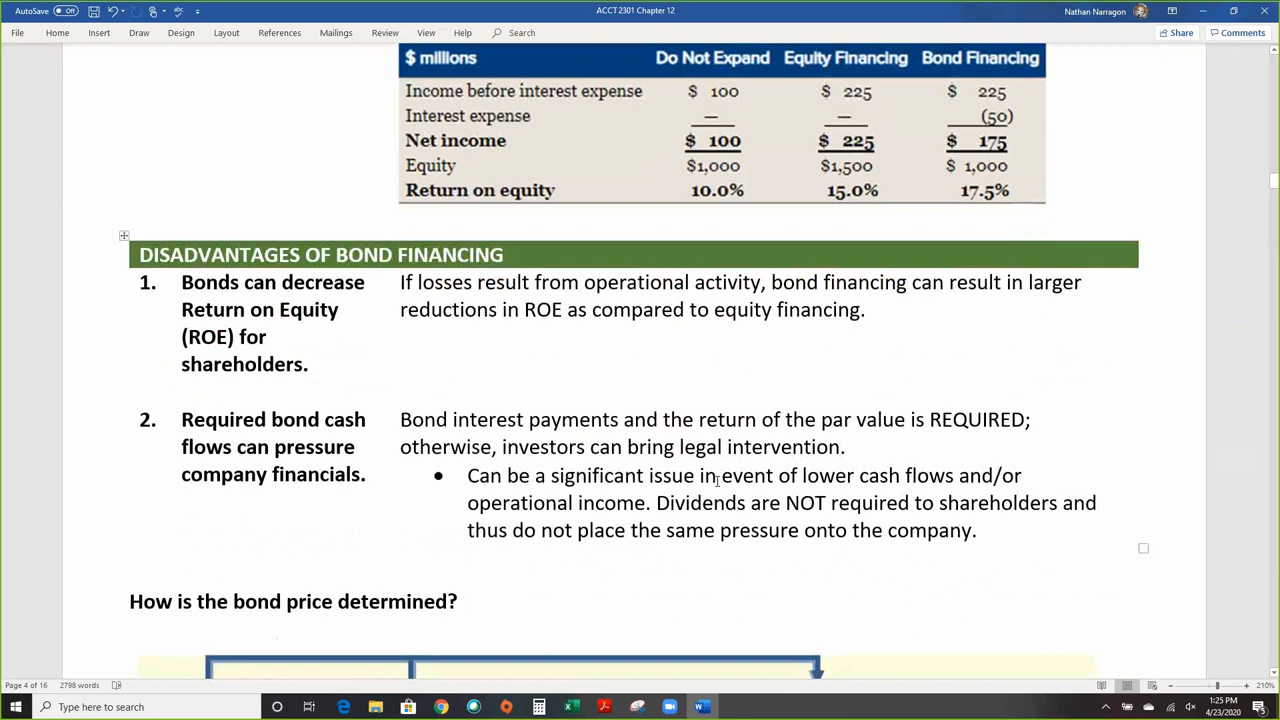 AutoSave Off
ACCT 2301 Chapter 12
Nathan Narragon
File Home Insert Draw Design Layout References Mailings Review View Help Search Share Comments
$ millions Do Not Expand Equity Financing Bond Financing
Income before interest expense $ 100 $ 225 $ 225
Interest expense — — (50)
Net income $ 100 $ 225 $ 175
Equity $1,000 $1,500 $ 1,000
Return on equity 10.0% 15.0% 17.5%
DISADVANTAGES OF BOND FINANCING
1. Bonds can decrease
Return on Equity
(ROE) for
shareholders.
If losses result from operational activity, bond financing can result in larger
reductions in ROE as compared to equity financing.
2. Required bond cash
flows can pressure
company financials.
Bond interest payments and the return of the par value is REQUIRED;
otherwise, investors can bring legal intervention.
• Can be a significant issue in event of lower cash flows and/or
operational income. Dividends are NOT required to shareholders and
thus do not place the same pressure onto the company.
How is the bond price determined?
Page 4 of 16 2798 words 210%
Type here to search
1:25 PM
4/23/2020